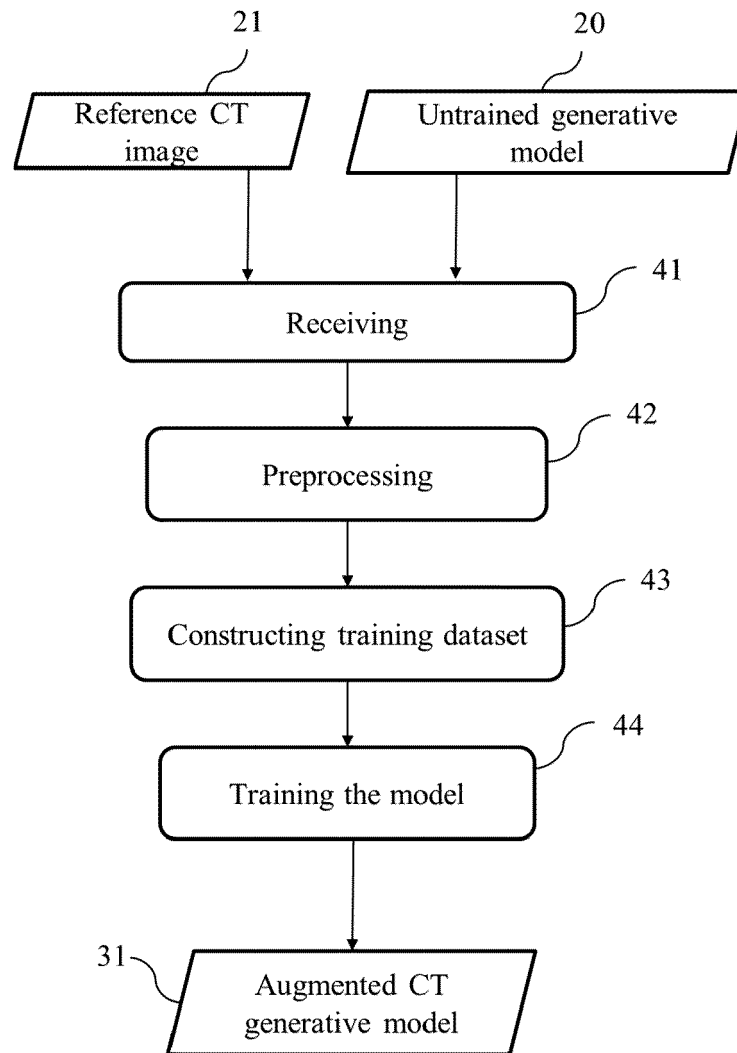 21
20
Reference CT
image
Untrained generative
model
41
Receiving
42
Preprocessing
43
Constructing training dataset
44
Training the model
31
Augmented CT
generative model